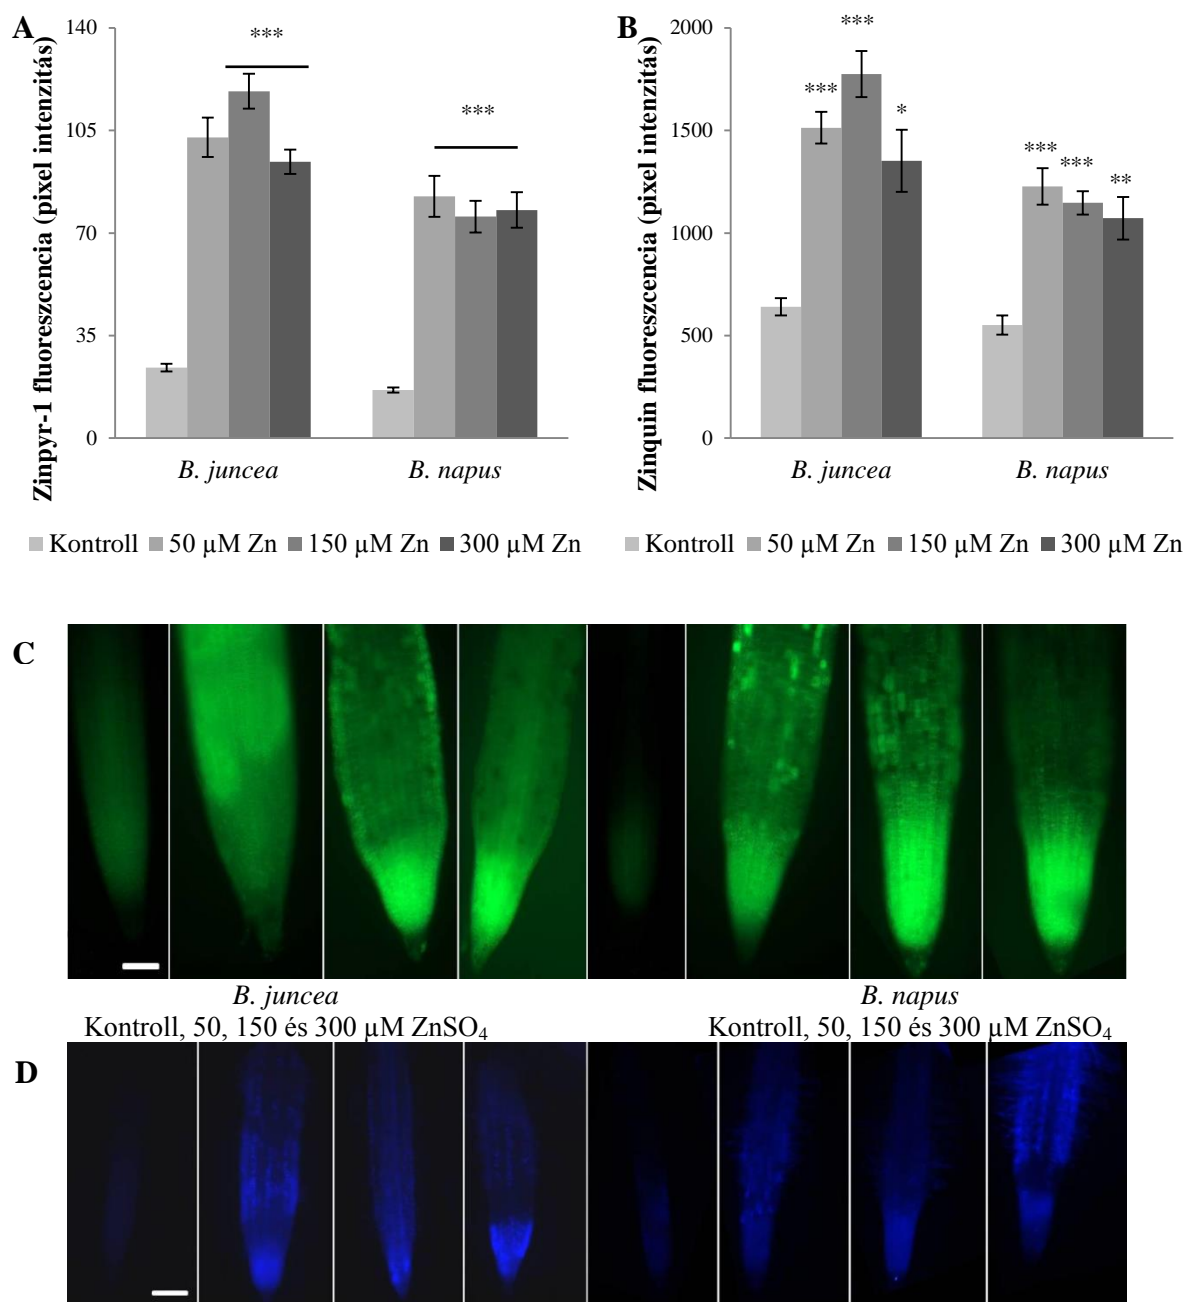 A
Zinpyr-1 fluoreszcencia (pixel intenzitás)
140
105
70
35
0
***
***
B. juncea
B. napus
Kontroll 50 µM Zn 150 µM Zn 300 µM Zn
B
Zinquin fluoreszcencia (pixel intenzitás)
2000
1500
1000
500
0
***
***
*
***
***
**
B. juncea
B. napus
Kontroll 50 µM Zn 150 µM Zn 300 µM Zn
C
B. juncea
Kontroll, 50, 150 és 300 µM ZnSO₄
B. napus
Kontroll, 50, 150 és 300 µM ZnSO₄
D